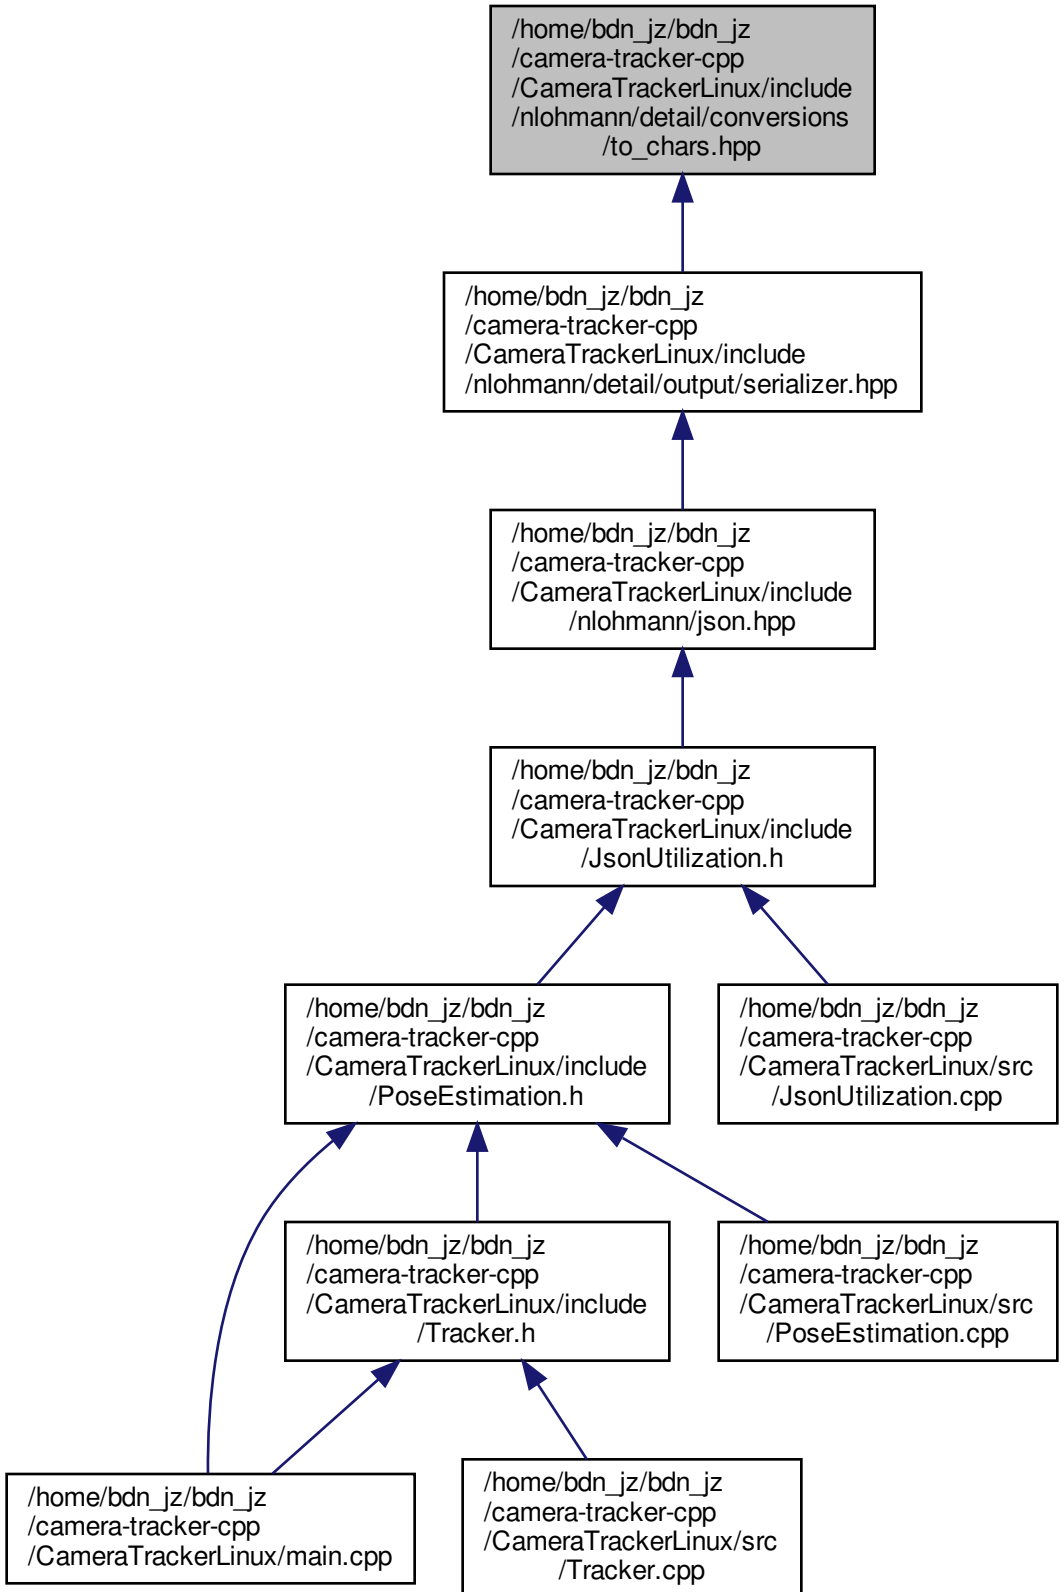 /home/bdn_jz/bdn_jz
/camera-tracker-cpp
/CameraTrackerLinux/include
/nlohmann/detail/conversions
/to_chars.hpp
/home/bdn_jz/bdn_jz
/camera-tracker-cpp
/CameraTrackerLinux/include
/nlohmann/detail/output/serializer.hpp
/home/bdn_jz/bdn_jz
/camera-tracker-cpp
/CameraTrackerLinux/include
/nlohmann/json.hpp
/home/bdn_jz/bdn_jz
/camera-tracker-cpp
/CameraTrackerLinux/include
/JsonUtilization.h
/home/bdn_jz/bdn_jz
/camera-tracker-cpp
/CameraTrackerLinux/include
/PoseEstimation.h
/home/bdn_jz/bdn_jz
/camera-tracker-cpp
/CameraTrackerLinux/src
/JsonUtilization.cpp
/home/bdn_jz/bdn_jz
/camera-tracker-cpp
/CameraTrackerLinux/include
/Tracker.h
/home/bdn_jz/bdn_jz
/camera-tracker-cpp
/CameraTrackerLinux/src
/PoseEstimation.cpp
/home/bdn_jz/bdn_jz
/camera-tracker-cpp
/CameraTrackerLinux/main.cpp
/home/bdn_jz/bdn_jz
/camera-tracker-cpp
/CameraTrackerLinux/src
/Tracker.cpp